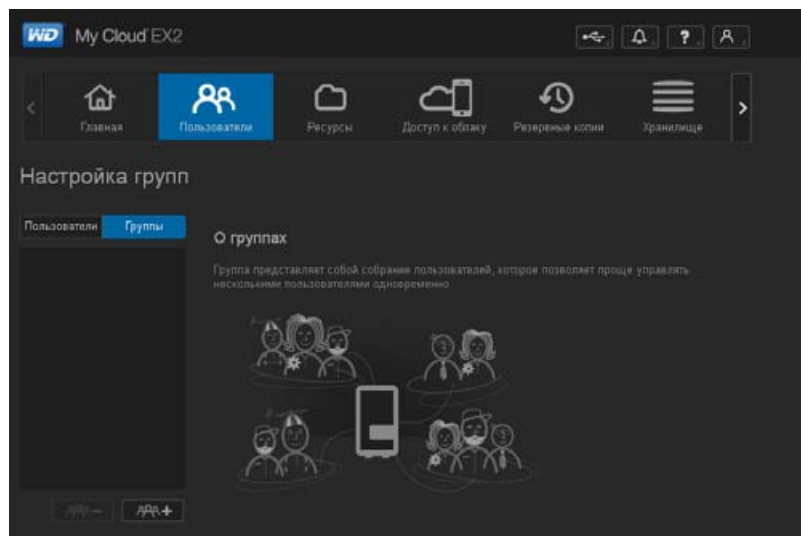 WD My Cloud EX2
?
Главная
Пользователи
Ресурсы
Доступ к облаку
Резервные копии
Хранилище
Настройка групп
Пользователи
Группы
О группах
Группа представляет собой собрание пользователей, которое позволяет проще управлять
несколькими пользователями одновременно.